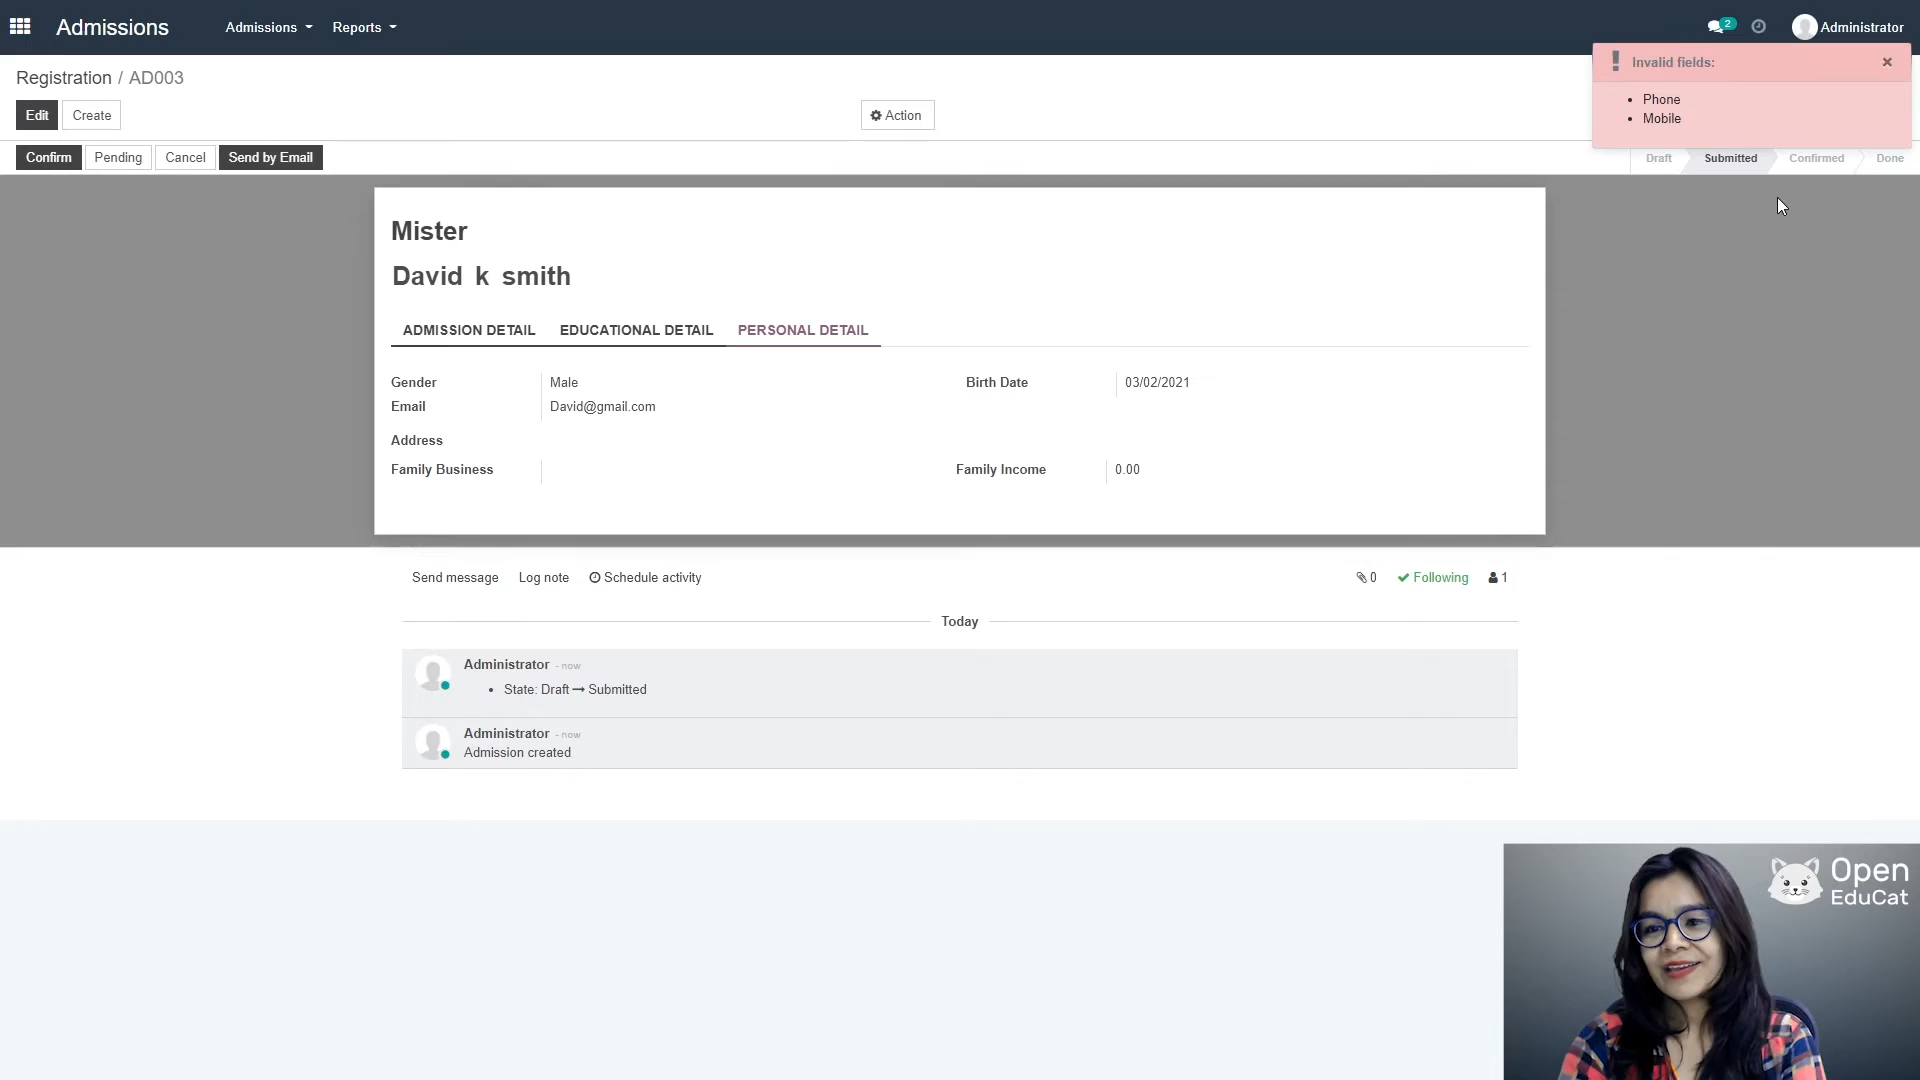 Admissions
Admissions
Reports
2
Administrator
Registration / AD003
Invalid fields:
Phone
Mobile
Edit
Create
Action
Confirm
Pending
Cancel
Send by Email
Draft
Submitted
Confirmed
Done
Mister
David k smith
ADMISSION DETAIL
EDUCATIONAL DETAIL
PERSONAL DETAIL
Gender
Male
Birth Date
03/02/2021
Email
David@gmail.com
Address
Family Business
Family Income
0.00
Send message
Log note
Schedule activity
0
Following
1
Today
Administrator - now
State: Draft → Submitted
Administrator - now
Admission created
Open
EduCat